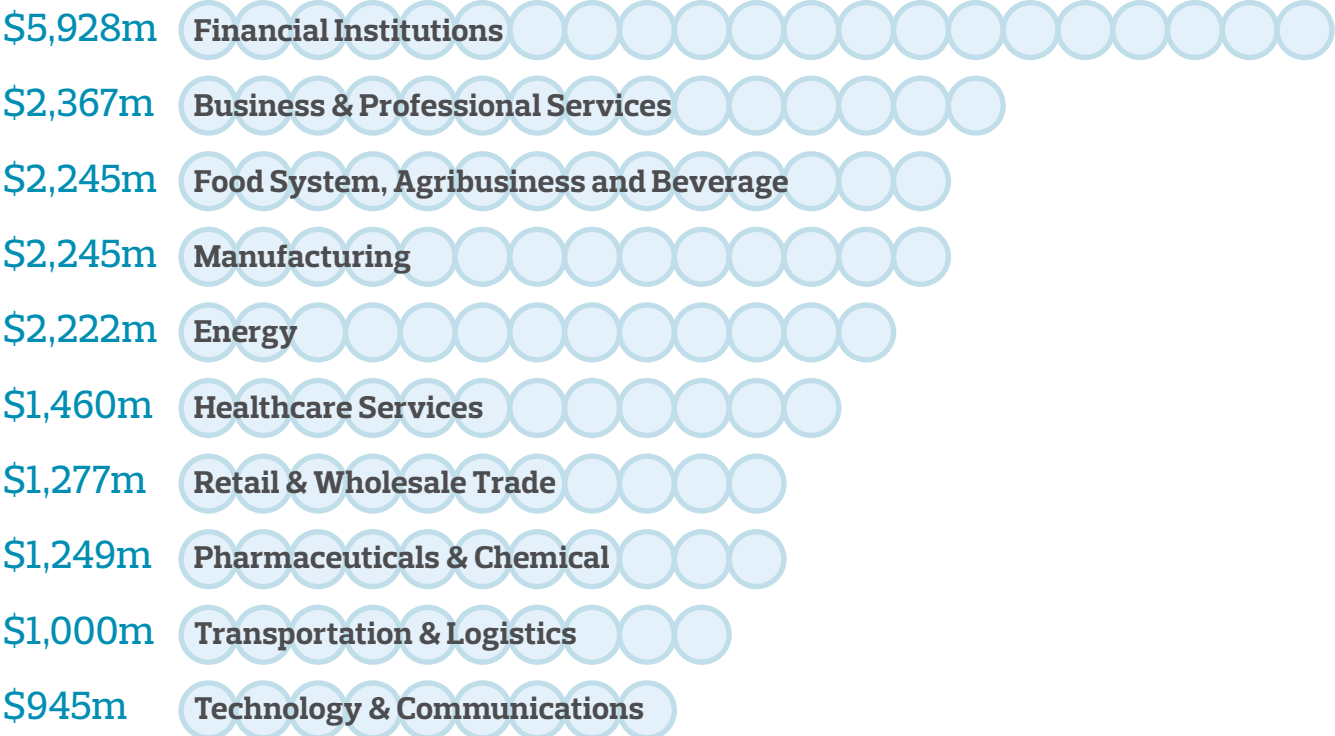 $5,928m Financial Institutions
$2,367m Business & Professional Services
$2,245m Food System, Agribusiness and Beverage
$2,245m Manufacturing
$2,222m Energy
$1,460m Healthcare Services
$1,277m Retail & Wholesale Trade
$1,249m Pharmaceuticals & Chemical
$1,000m Transportation & Logistics
$945m Technology & Communications